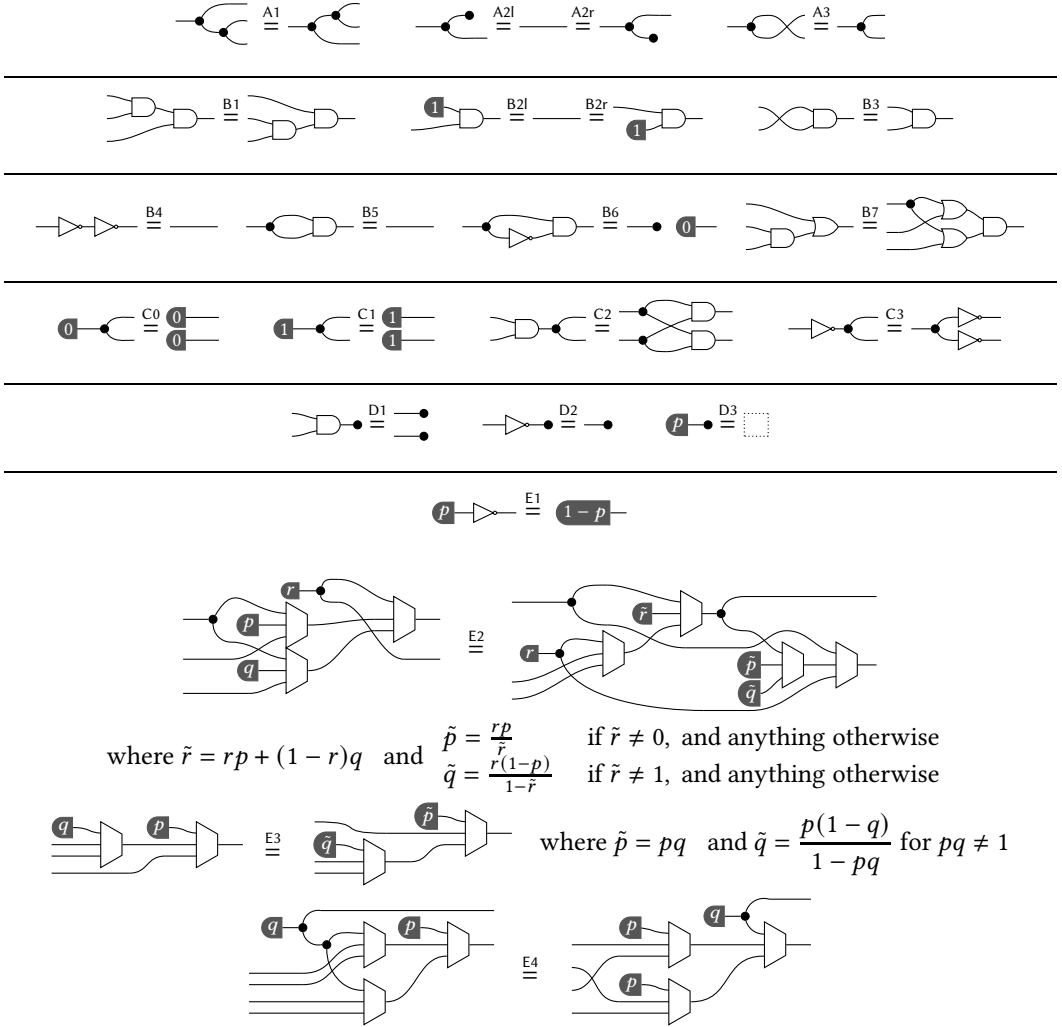 A1 = A2l = A2r = A3 =
B1 = 1 B2l = B2r = 1 B3 =
B4 = B5 = B6 = 0 B7 =
0 C0 = 0 0 1 C1 = 1 1 C2 = C3 =
D1 = D2 = p D3 =
p E1 = 1 − p
r p q E2 = r r̃ p̃ q̃
where r̃ = rp + (1 − r)q and p̃ = rp/r̃ if r̃ ≠ 0, and anything otherwise
q̃ = r(1−p)/1−r̃ if r̃ ≠ 1, and anything otherwise
q p E3 = q̃ p̃ where p̃ = pq and q̃ = p(1 − q)/1 − pq for pq ≠ 1
q p E4 = p p q